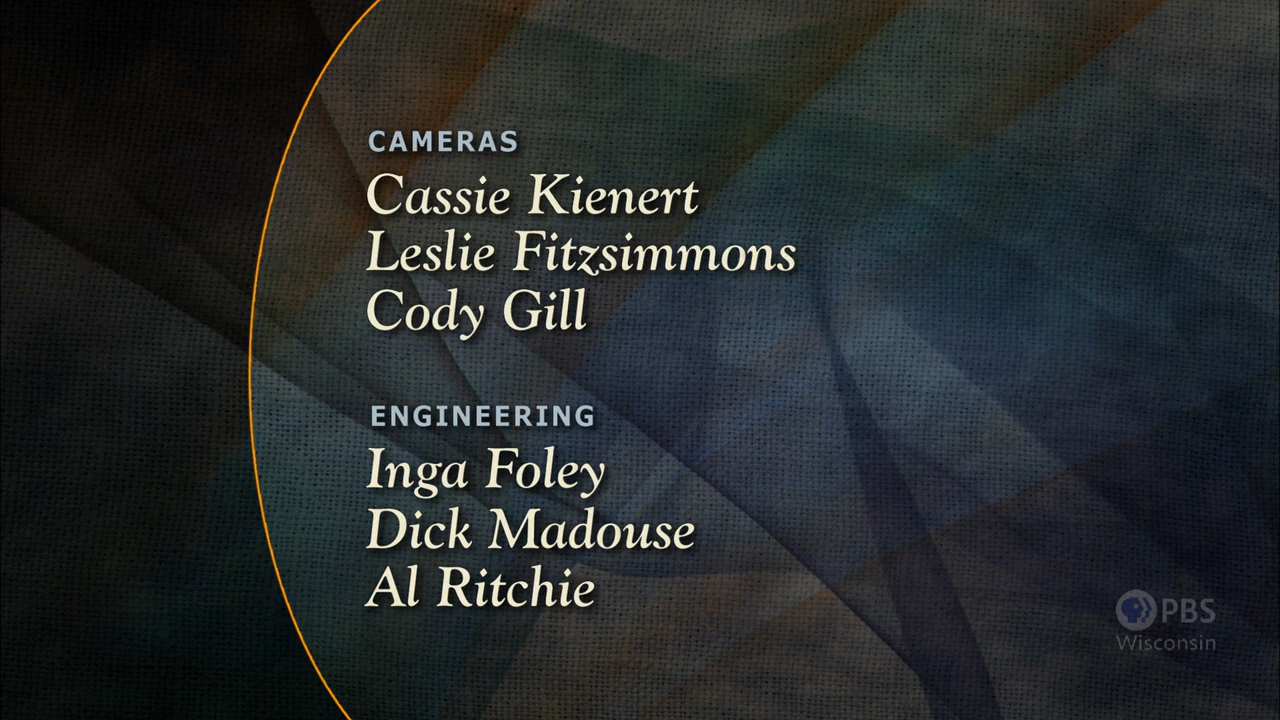 CAMERAS
Cassie Kienert
Leslie Fitzsimmons
Cody Gill
ENGINEERING
Inga Foley
Dick Madouse
Al Ritchie
PBS
Wisconsin